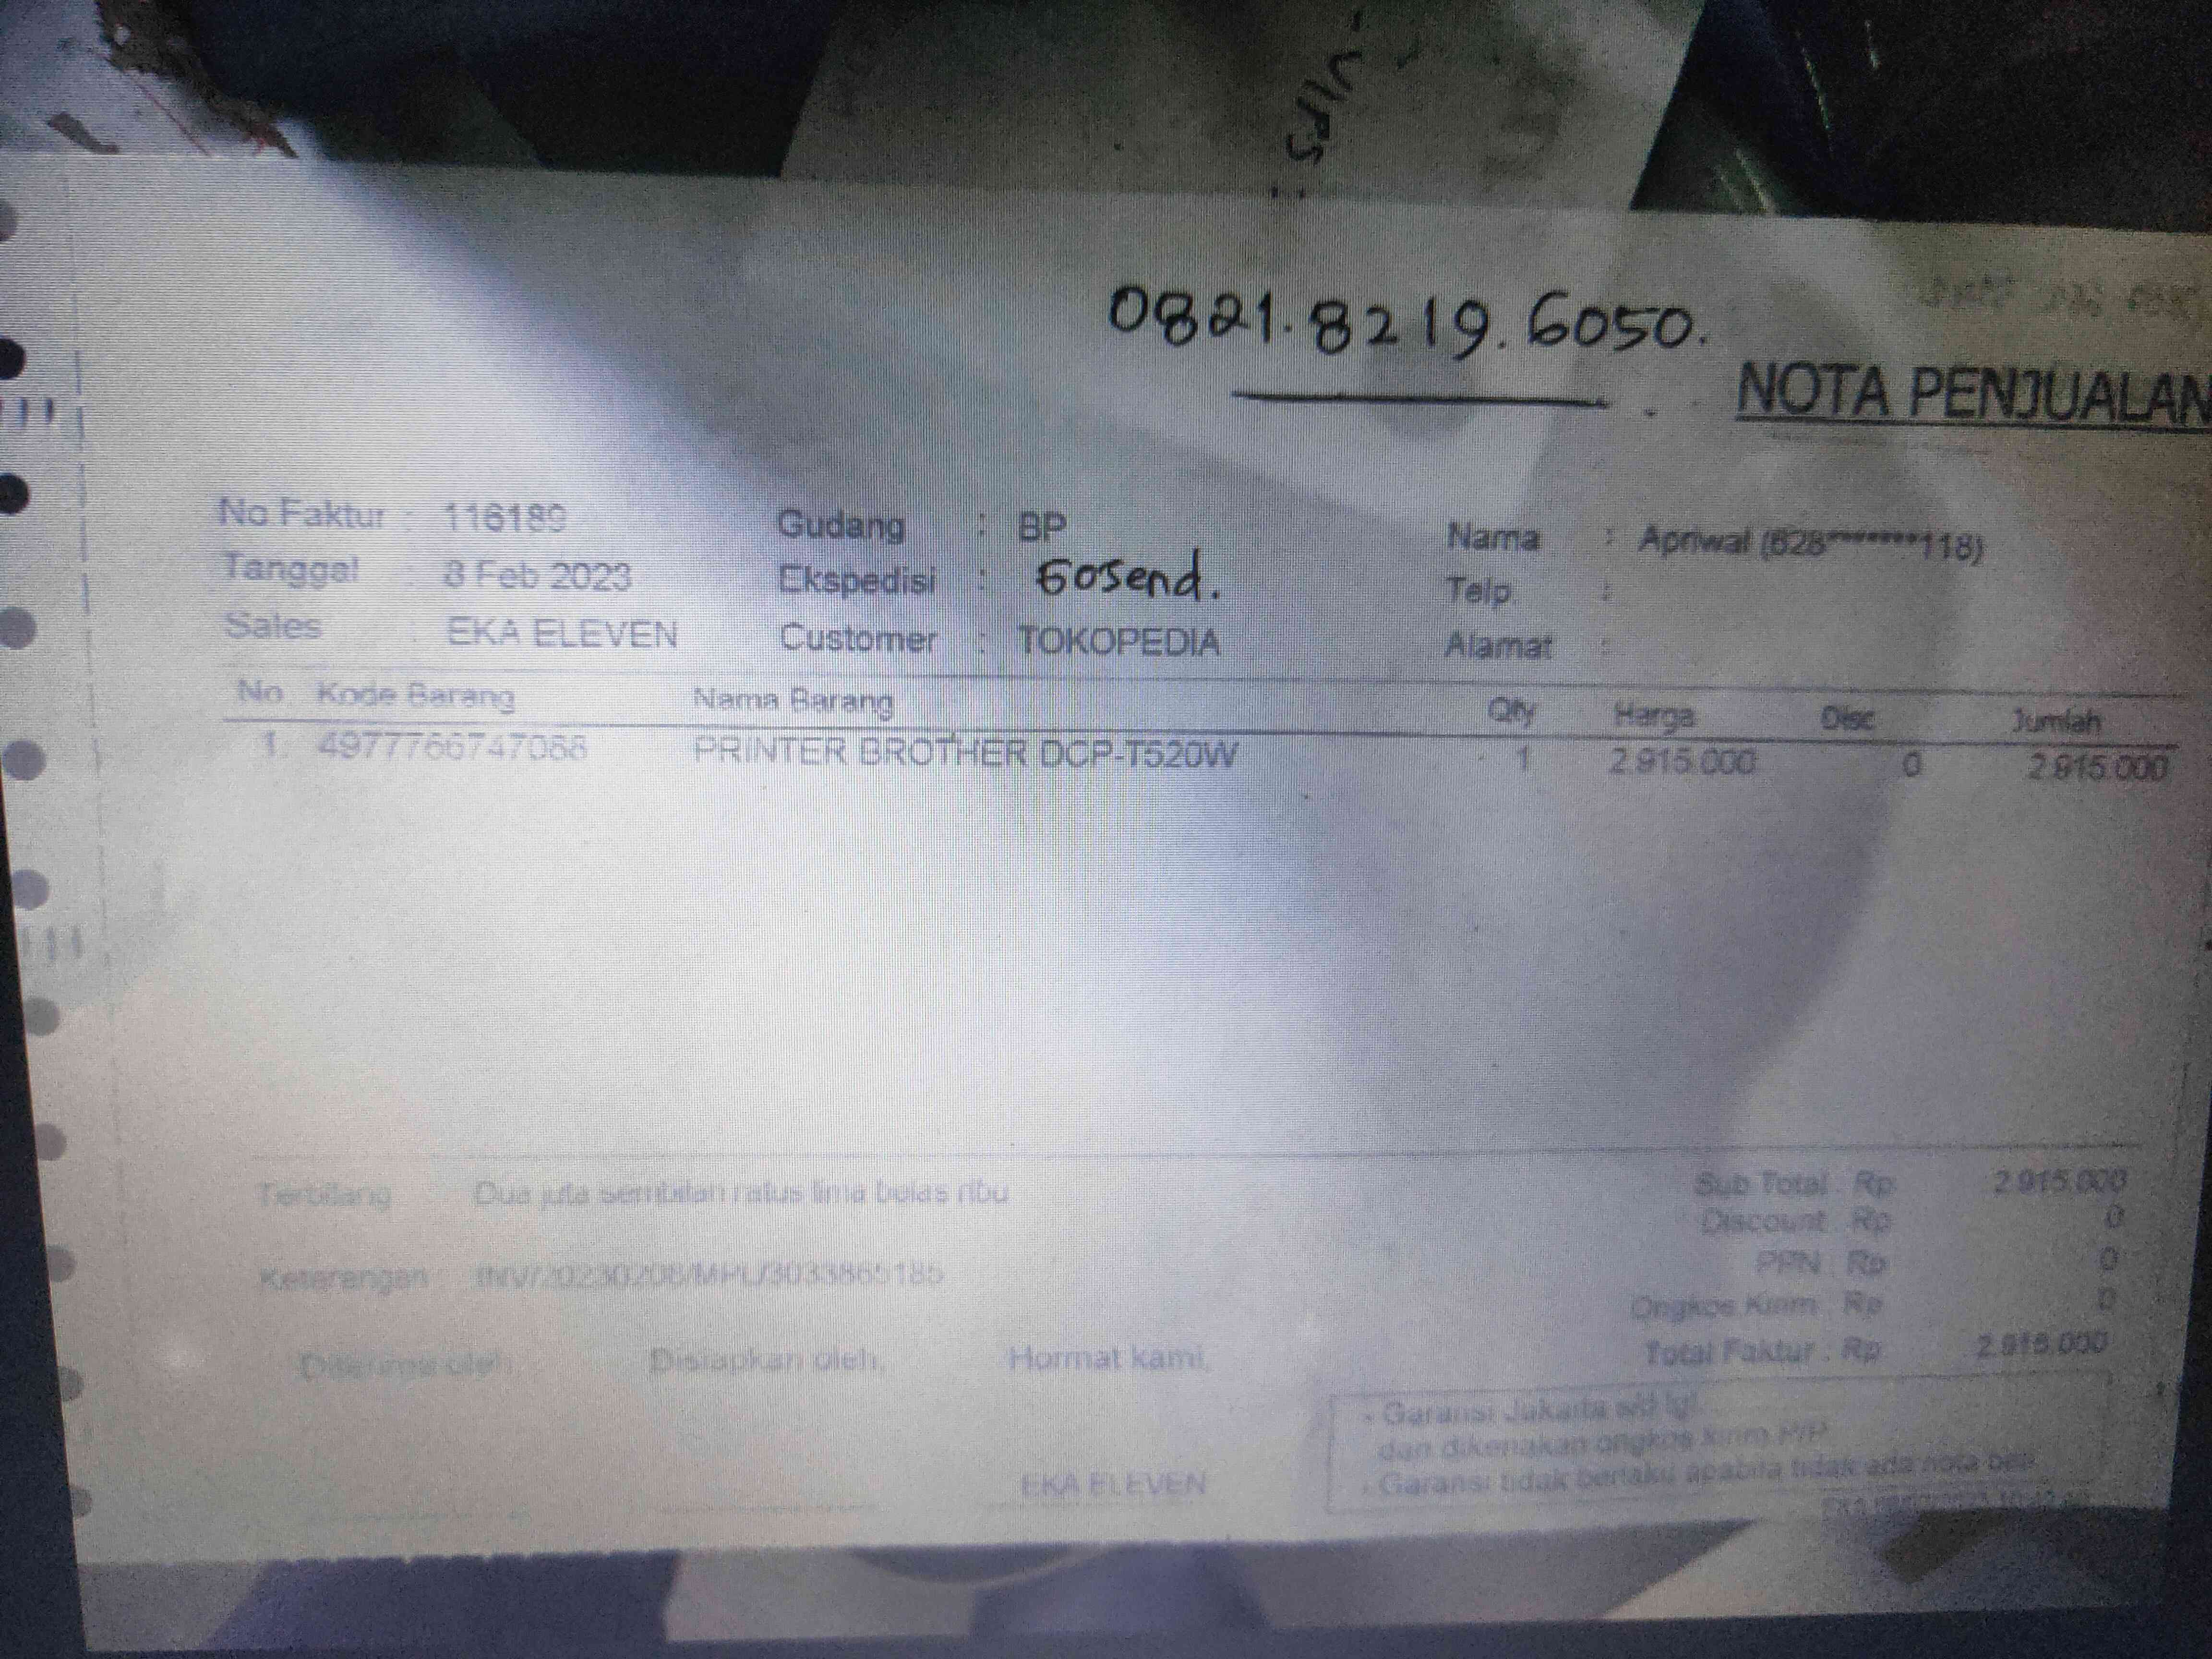 0821.8219.6050.
NOTA PENJUALAN
No Faktur : 116189 Gudang : BP Nama : Apriwal (628*******118)
Tanggal 8 Feb 2023 Ekspedisi : Gosend. Telp. :
Sales EKA ELEVEN Customer : TOKOPEDIA Alamat :
No Kode Barang Nama Barang Qty Harga Disc Jumlah
1. 4977766747068 PRINTER BROTHER DCP-T520W 1 2.915.000 0 2.915.000
Terbilang Dua juta sembilan ratus lima belas ribu Sub Total : Rp 2.915.000
Discount : Rp 0
PPN : Rp 0
Keterangan INV/20230208/MPL/3033865185
Ongkos Kirim : Rp 0
Total Faktur : Rp 2.915.000
Diterima oleh, Disiapkan oleh, Hormat kami,
- Garansi Jakarta s/d tgl.
dan dikenakan ongkos kirim P/P
- Garansi tidak berlaku apabila tidak ada nota beli
EKA ELEVEN